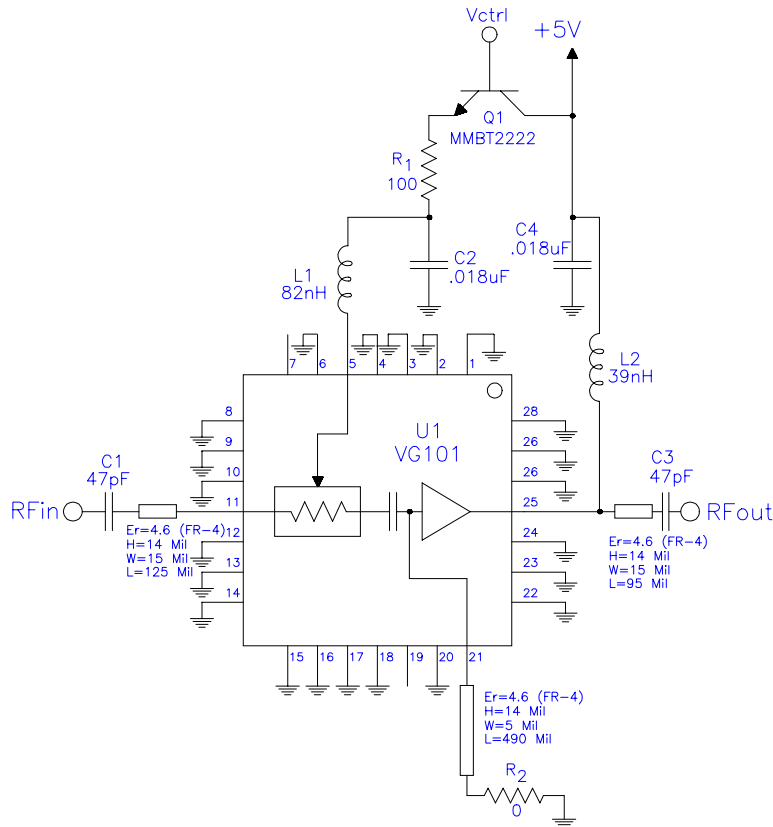 Vctrl
+5V
Q1
MMBT2222
R1
100
C2
.018uF
C4
.018uF
L1
82nH
L2
39nH
7
6
5
4
3
2
1
U1
VG101
8
9
10
11
12
13
14
28
26
26
25
24
23
22
C1
47pF
RFin
Er=4.6 (FR-4)
H=14 Mil
W=15 Mil
L=125 Mil
C3
47pF
RFout
Er=4.6 (FR-4)
H=14 Mil
W=15 Mil
L=95 Mil
15
16
17
18
19
20
21
Er=4.6 (FR-4)
H=14 Mil
W=5 Mil
L=490 Mil
R2
0